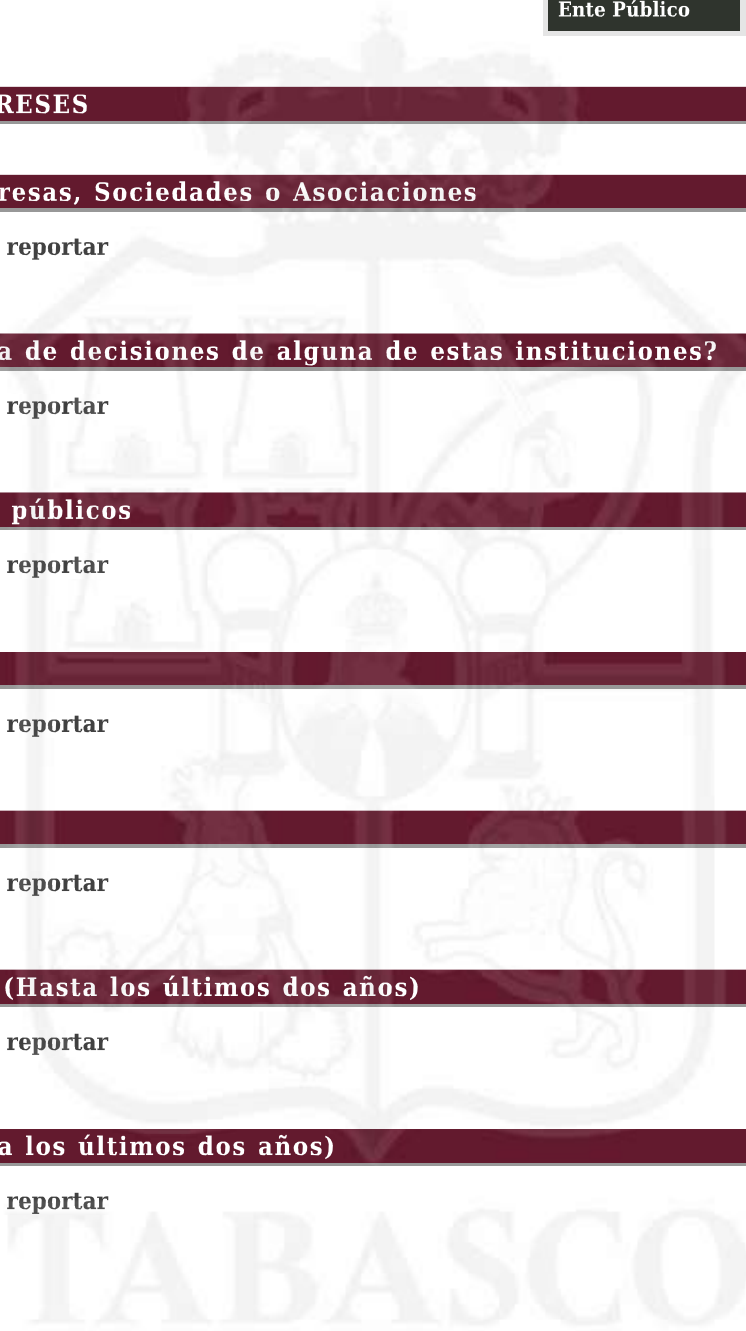 Ente Público
RESES
resas, Sociedades o Asociaciones
reportar
a de decisiones de alguna de estas instituciones?
reportar
públicos
reportar
reportar
reportar
(Hasta los últimos dos años)
reportar
a los últimos dos años)
reportar
TABASCO